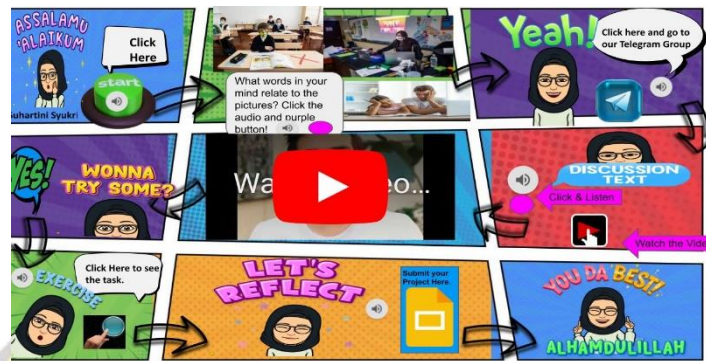 ASSALAMU
'ALAIKUM
Click
Here
start
uhartini Syukri
What words in your
mind relate to the
pictures? Click the
audio and purple
button!
Yeah!
Click here and go to
our Telegram Group
YES!
WONNA
TRY SOME?
Wa
eo...
DISCUSSION
TEXT
Click & Listen
Watch the Vide
EXERCISE
Click Here to see
the task.
LET'S
REFLECT
Submit your
Project Here.
YOU DA BEST!
ALHAMDULILLAH